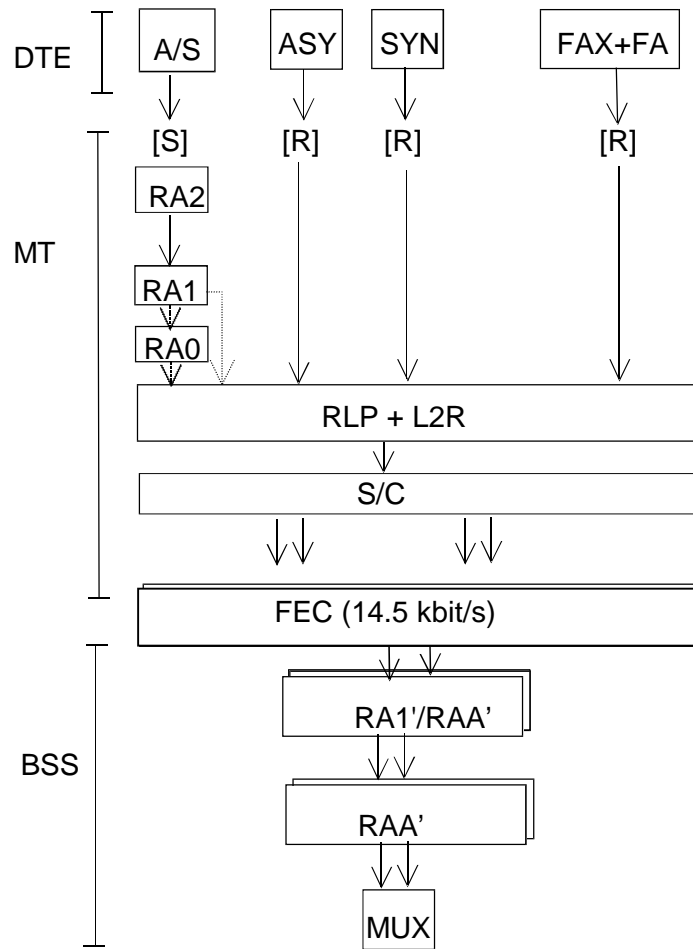 DTE A/S ASY SYN FAX+FA
[S] [R] [R] [R]
RA2
MT
RA1
RA0
RLP + L2R
S/C
FEC (14.5 kbit/s)
RA1'/RAA’
BSS
RAA’
MUX